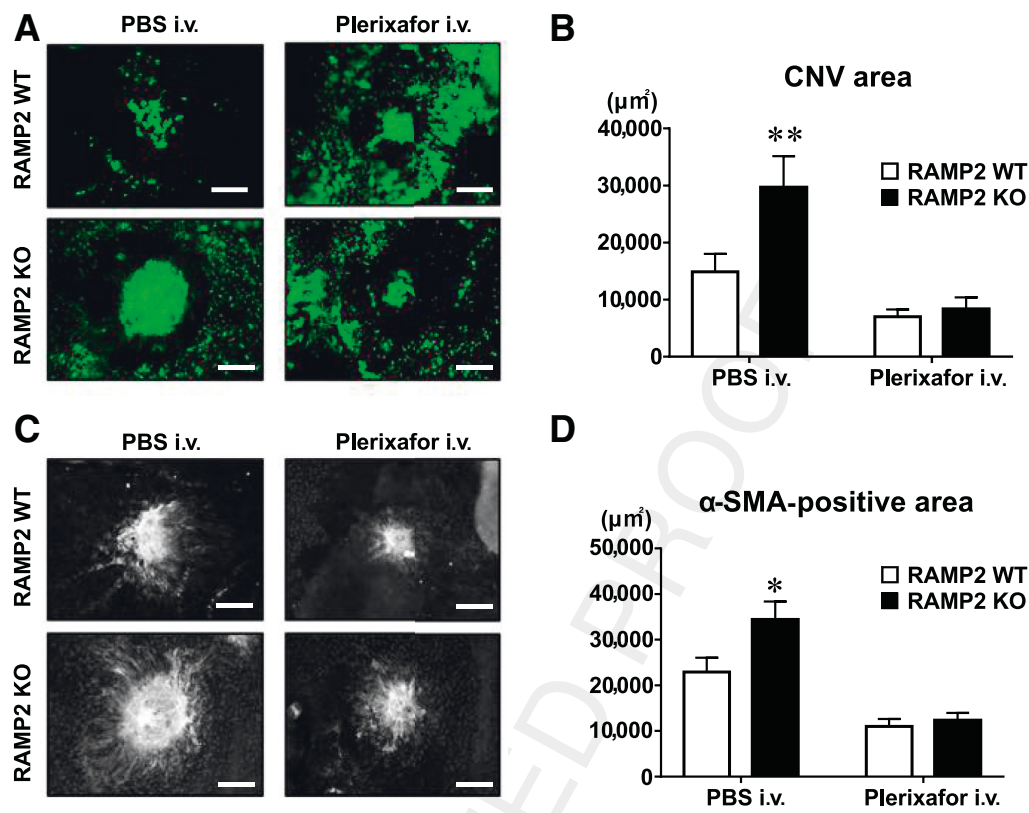 A
PBS i.v.
Plerixafor i.v.
RAMP2 WT
RAMP2 KO
B
CNV area
(µm²)
40,000
30,000
20,000
10,000
0
RAMP2 WT
RAMP2 KO
**
PBS i.v.
Plerixafor i.v.
C
PBS i.v.
Plerixafor i.v.
RAMP2 WT
RAMP2 KO
D
α-SMA-positive area
(µm²)
50,000
40,000
30,000
20,000
10,000
0
RAMP2 WT
RAMP2 KO
*
PBS i.v.
Plerixafor i.v.